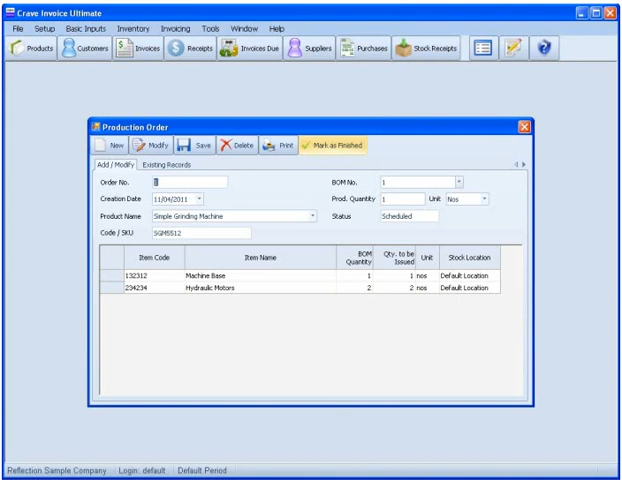 Crave Invoice Ultimate
File Setup Basic Inputs Inventory Invoicing Tools Window Help
Products Customers Invoices Receipts Invoices Due Suppliers Purchases Stock Receipts
Production Order
New Modify Save Delete Print Mark as Finished
Add / Modify Existing Records
Order No. 1 BOM No. 1
Creation Date 11/04/2011 Prod. Quantity 1 Unit Nos
Product Name Simple Grinding Machine Status Scheduled
Code / SKU SGM5512
Item Code Item Name BOM Quantity Qty. to be Issued Unit Stock Location
132312 Machine Base 1 1 nos Default Location
234234 Hydraulic Motors 2 2 nos Default Location
Reflection Sample Company Login: default Default Period